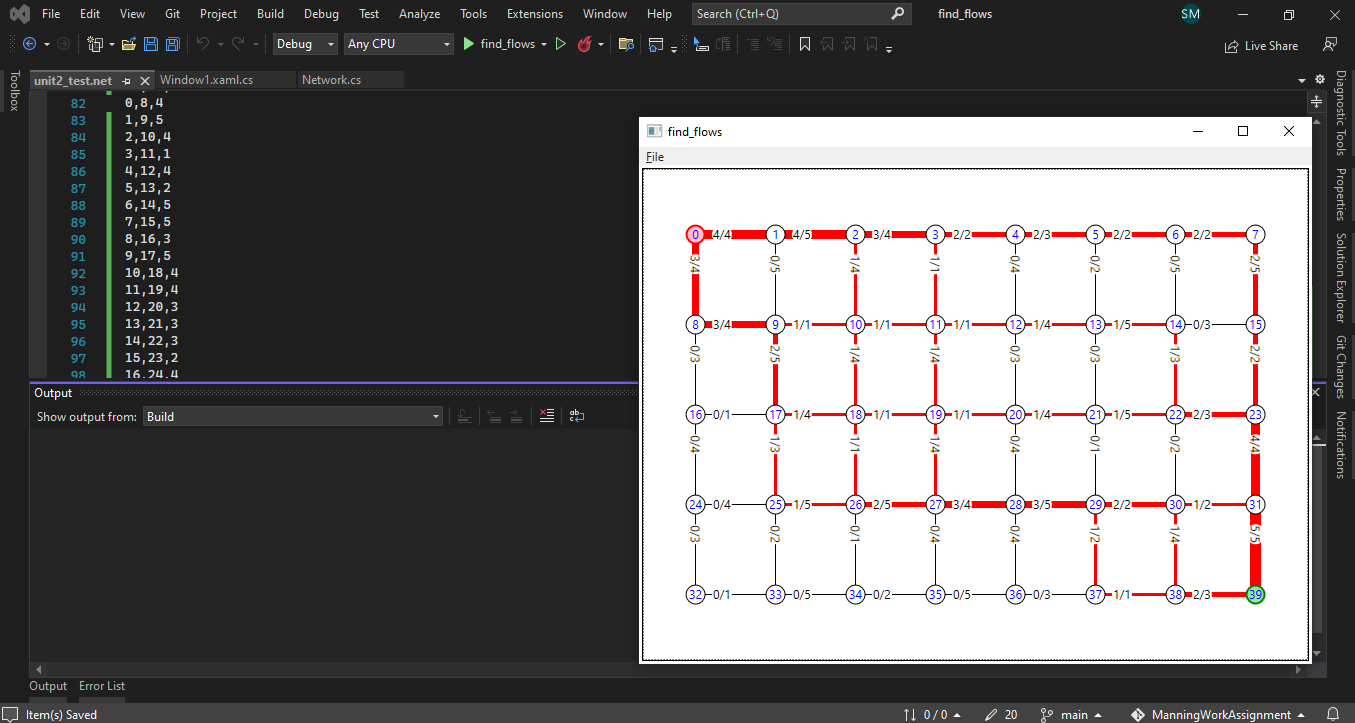 File Edit View Git Project Build Debug Test Analyze Tools Extensions Window Help Search (Ctrl+Q) find_flows SM
Debug Any CPU find_flows Live Share
Toolbox
unit2_test.net Window1.xaml.cs Network.cs
82 0,8,4
83 1,9,5
84 2,10,4
85 3,11,1
86 4,12,4
87 5,13,2
88 6,14,5
89 7,15,5
90 8,16,3
91 9,17,5
92 10,18,4
93 11,19,4
94 12,20,3
95 13,21,3
96 14,22,3
97 15,23,2
98 16,24,4
find_flows
File
0 4/4 1 4/5 2 3/4 3 2/2 4 2/3 5 2/2 6 2/2 7
3/4 0/5 1/4 1/1 0/4 0/2 0/5 2/5
8 3/4 9 1/1 10 1/1 11 1/1 12 1/4 13 1/5 14 0/3 15
0/3 2/5 1/4 1/4 0/3 0/3 1/3 2/2
16 0/1 17 1/4 18 1/1 19 1/1 20 1/4 21 1/5 22 2/3 23
0/4 1/3 1/1 1/4 0/4 0/1 0/2 4/4
24 0/4 25 1/5 26 2/5 27 3/4 28 3/5 29 2/2 30 1/2 31
0/3 0/2 0/1 0/4 0/4 1/2 1/4 5/5
32 0/1 33 0/5 34 0/2 35 0/5 36 0/3 37 1/1 38 2/3 39
Diagnostic Tools
Properties
Solution Explorer
Git Changes
Notifications
Output
Show output from: Build
Output Error List
Item(s) Saved 0 / 0 20 main ManningWorkAssignment